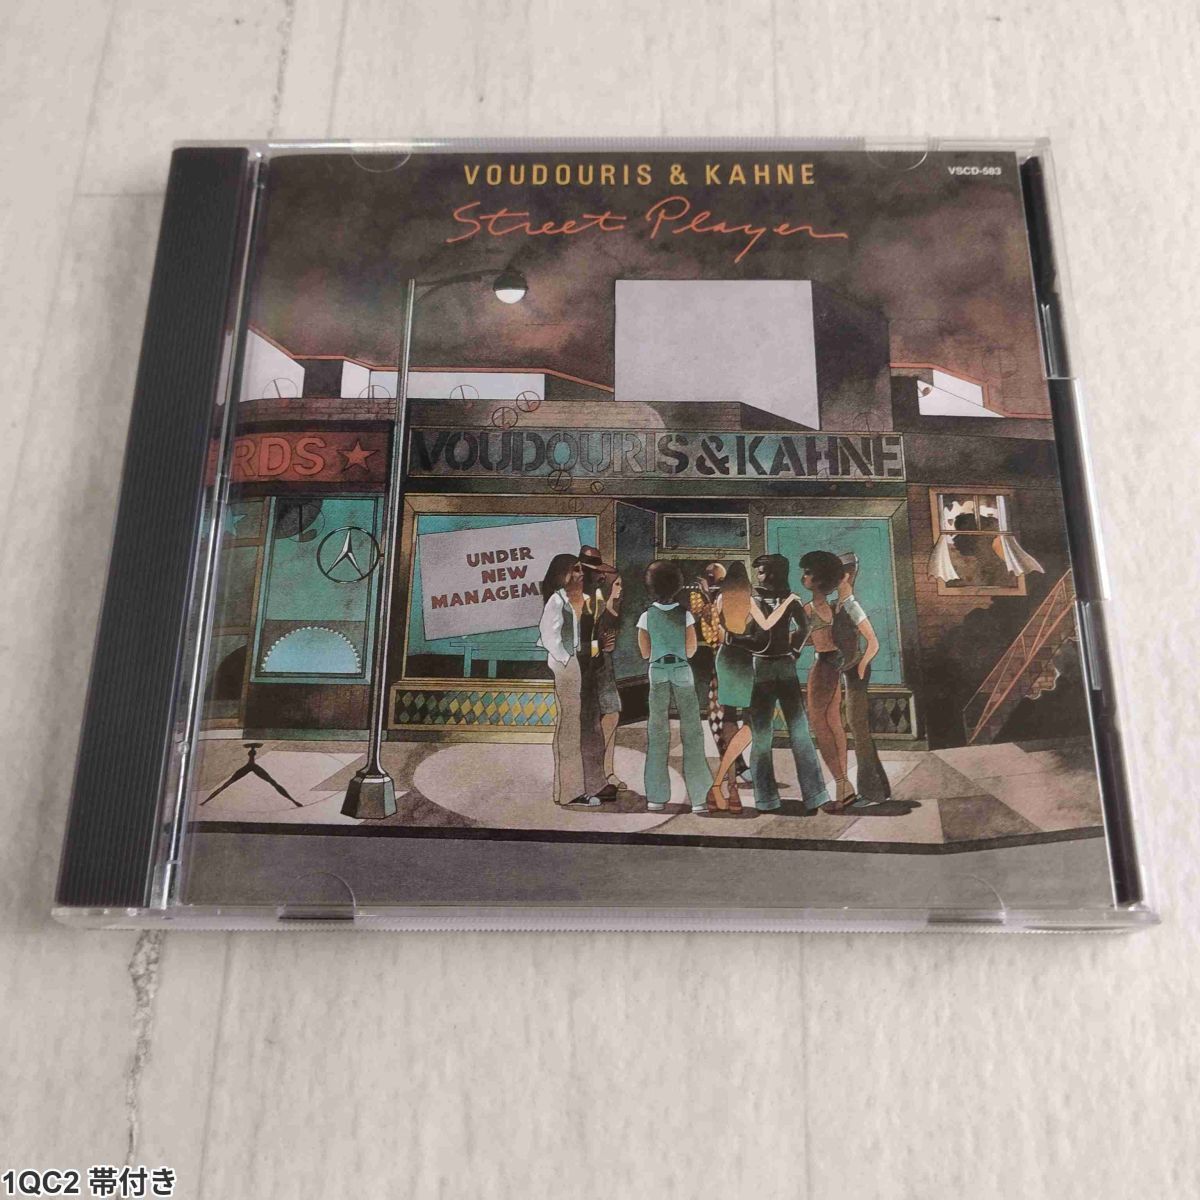 VOUDOURIS & KAHNE
VSCD-583
Street Player
RDS ★
VOUDOURIS & KAHNE
UNDER
NEW
MANAGEM
1QC2 帯付き